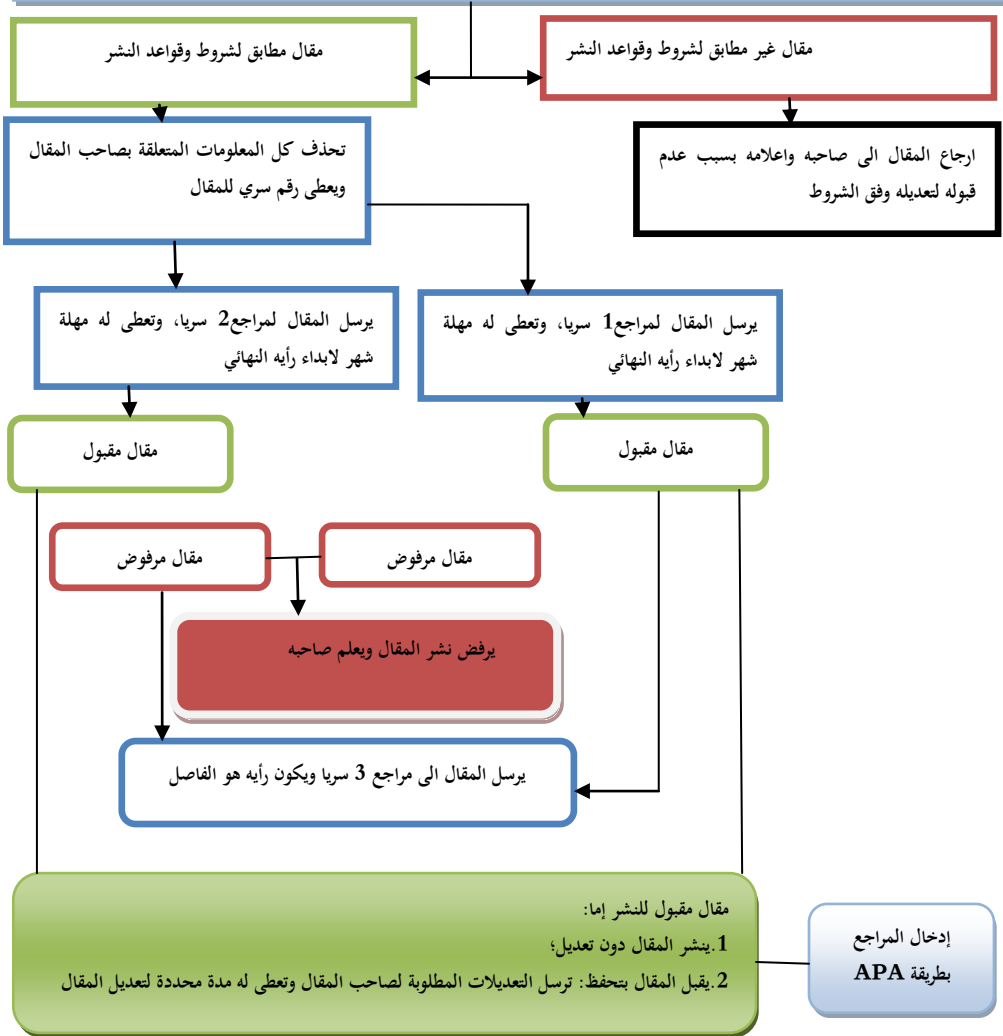 مقال غير مطابق لشروط وقواعد النشر
مقال مطابق لشروط وقواعد النشر
ارجاع المقال الى صاحبه واعلامه بسبب عدم
قبوله لتعديله وفق الشروط
تحذف كل المعلومات المتعلقة بصاحب المقال
ويعطى رقم سري للمقال
يرسل المقال لمراجع1 سريا، وتعطى له مهلة
شهر لابداء رأيه النهائي
يرسل المقال لمراجع2 سريا، وتعطى له مهلة
شهر لابداء رأيه النهائي
مقال مقبول
مقال مقبول
مقال مرفوض
مقال مرفوض
يرفض نشر المقال ويعلم صاحبه
يرسل المقال الى مراجع 3 سريا ويكون رأيه هو الفاصل
مقال مقبول للنشر إما:
1.ينشر المقال دون تعديل؛
2.يقبل المقال بتحفظ: ترسل التعديلات المطلوبة لصاحب المقال وتعطى له مدة محددة لتعديل المقال
إدخال المراجع
بطريقة APA